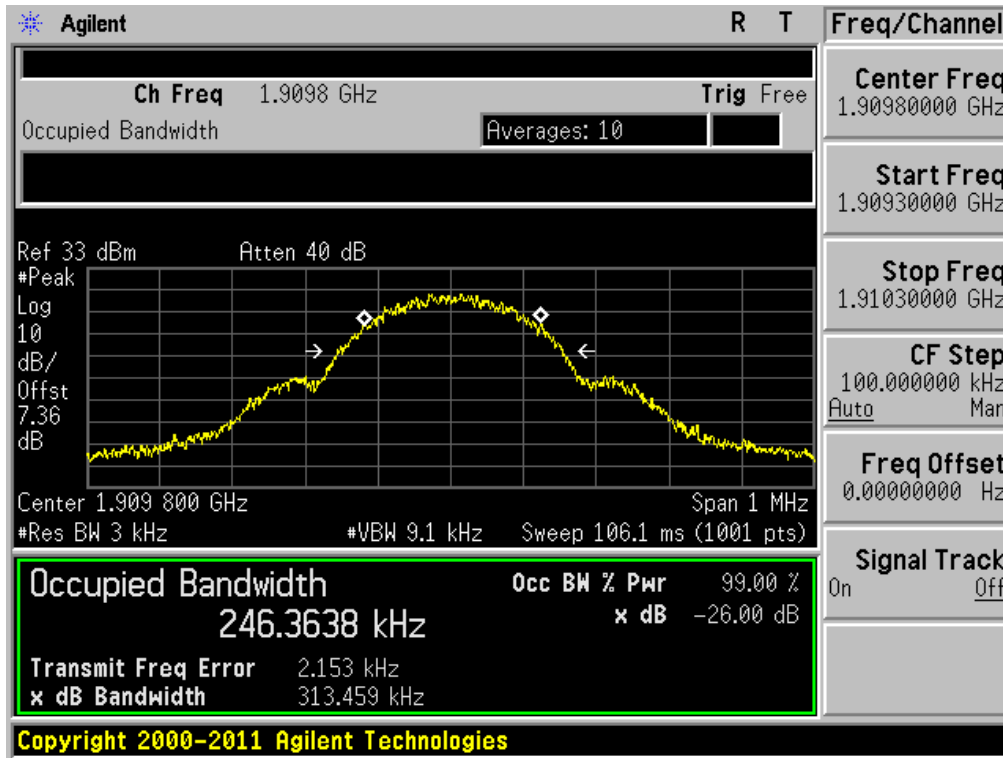 Agilent R T Freq/Channel
Ch Freq 1.9098 GHz Trig Free
Occupied Bandwidth Averages: 10
Center Freq
1.90980000 GHz
Start Freq
1.90930000 GHz
Stop Freq
1.91030000 GHz
CF Step
100.000000 kHz
Auto Man
Freq Offset
0.00000000 Hz
Signal Track
On Off
Ref 33 dBm Atten 40 dB
#Peak
Log
10
dB/
Offst
7.36
dB
Center 1.909 800 GHz Span 1 MHz
#Res BW 3 kHz #VBW 9.1 kHz Sweep 106.1 ms (1001 pts)
Occupied Bandwidth Occ BW % Pwr 99.00 %
246.3638 kHz x dB -26.00 dB
Transmit Freq Error 2.153 kHz
x dB Bandwidth 313.459 kHz
Copyright 2000-2011 Agilent Technologies